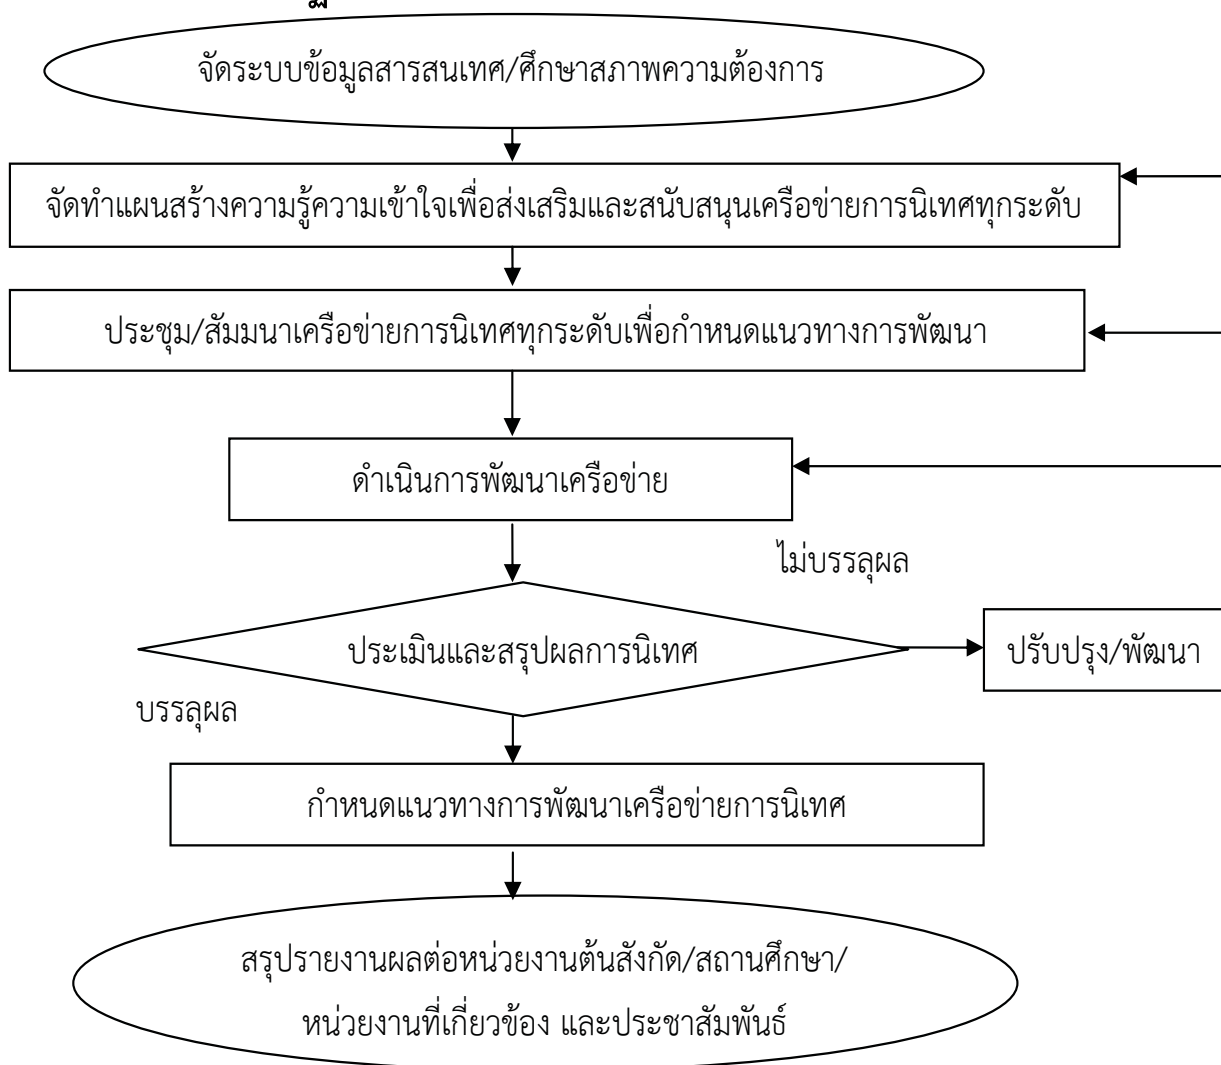 จัดระบบข้อมูลสารสนเทศ/ศึกษาสภาพความต้องการ
จัดทำแผนสร้างความรู้ความเข้าใจเพื่อส่งเสริมและสนับสนุนเครือข่ายการนิเทศทุกระดับ
ประชุม/สัมมนาเครือข่ายการนิเทศทุกระดับเพื่อกำหนดแนวทางการพัฒนา
ดำเนินการพัฒนาเครือข่าย
ไม่บรรลุผล
ประเมินและสรุปผลการนิเทศ
ปรับปรุง/พัฒนา
บรรลุผล
กำหนดแนวทางการพัฒนาเครือข่ายการนิเทศ
สรุปรายงานผลต่อหน่วยงานต้นสังกัด/สถานศึกษา/
หน่วยงานที่เกี่ยวข้อง และประชาสัมพันธ์